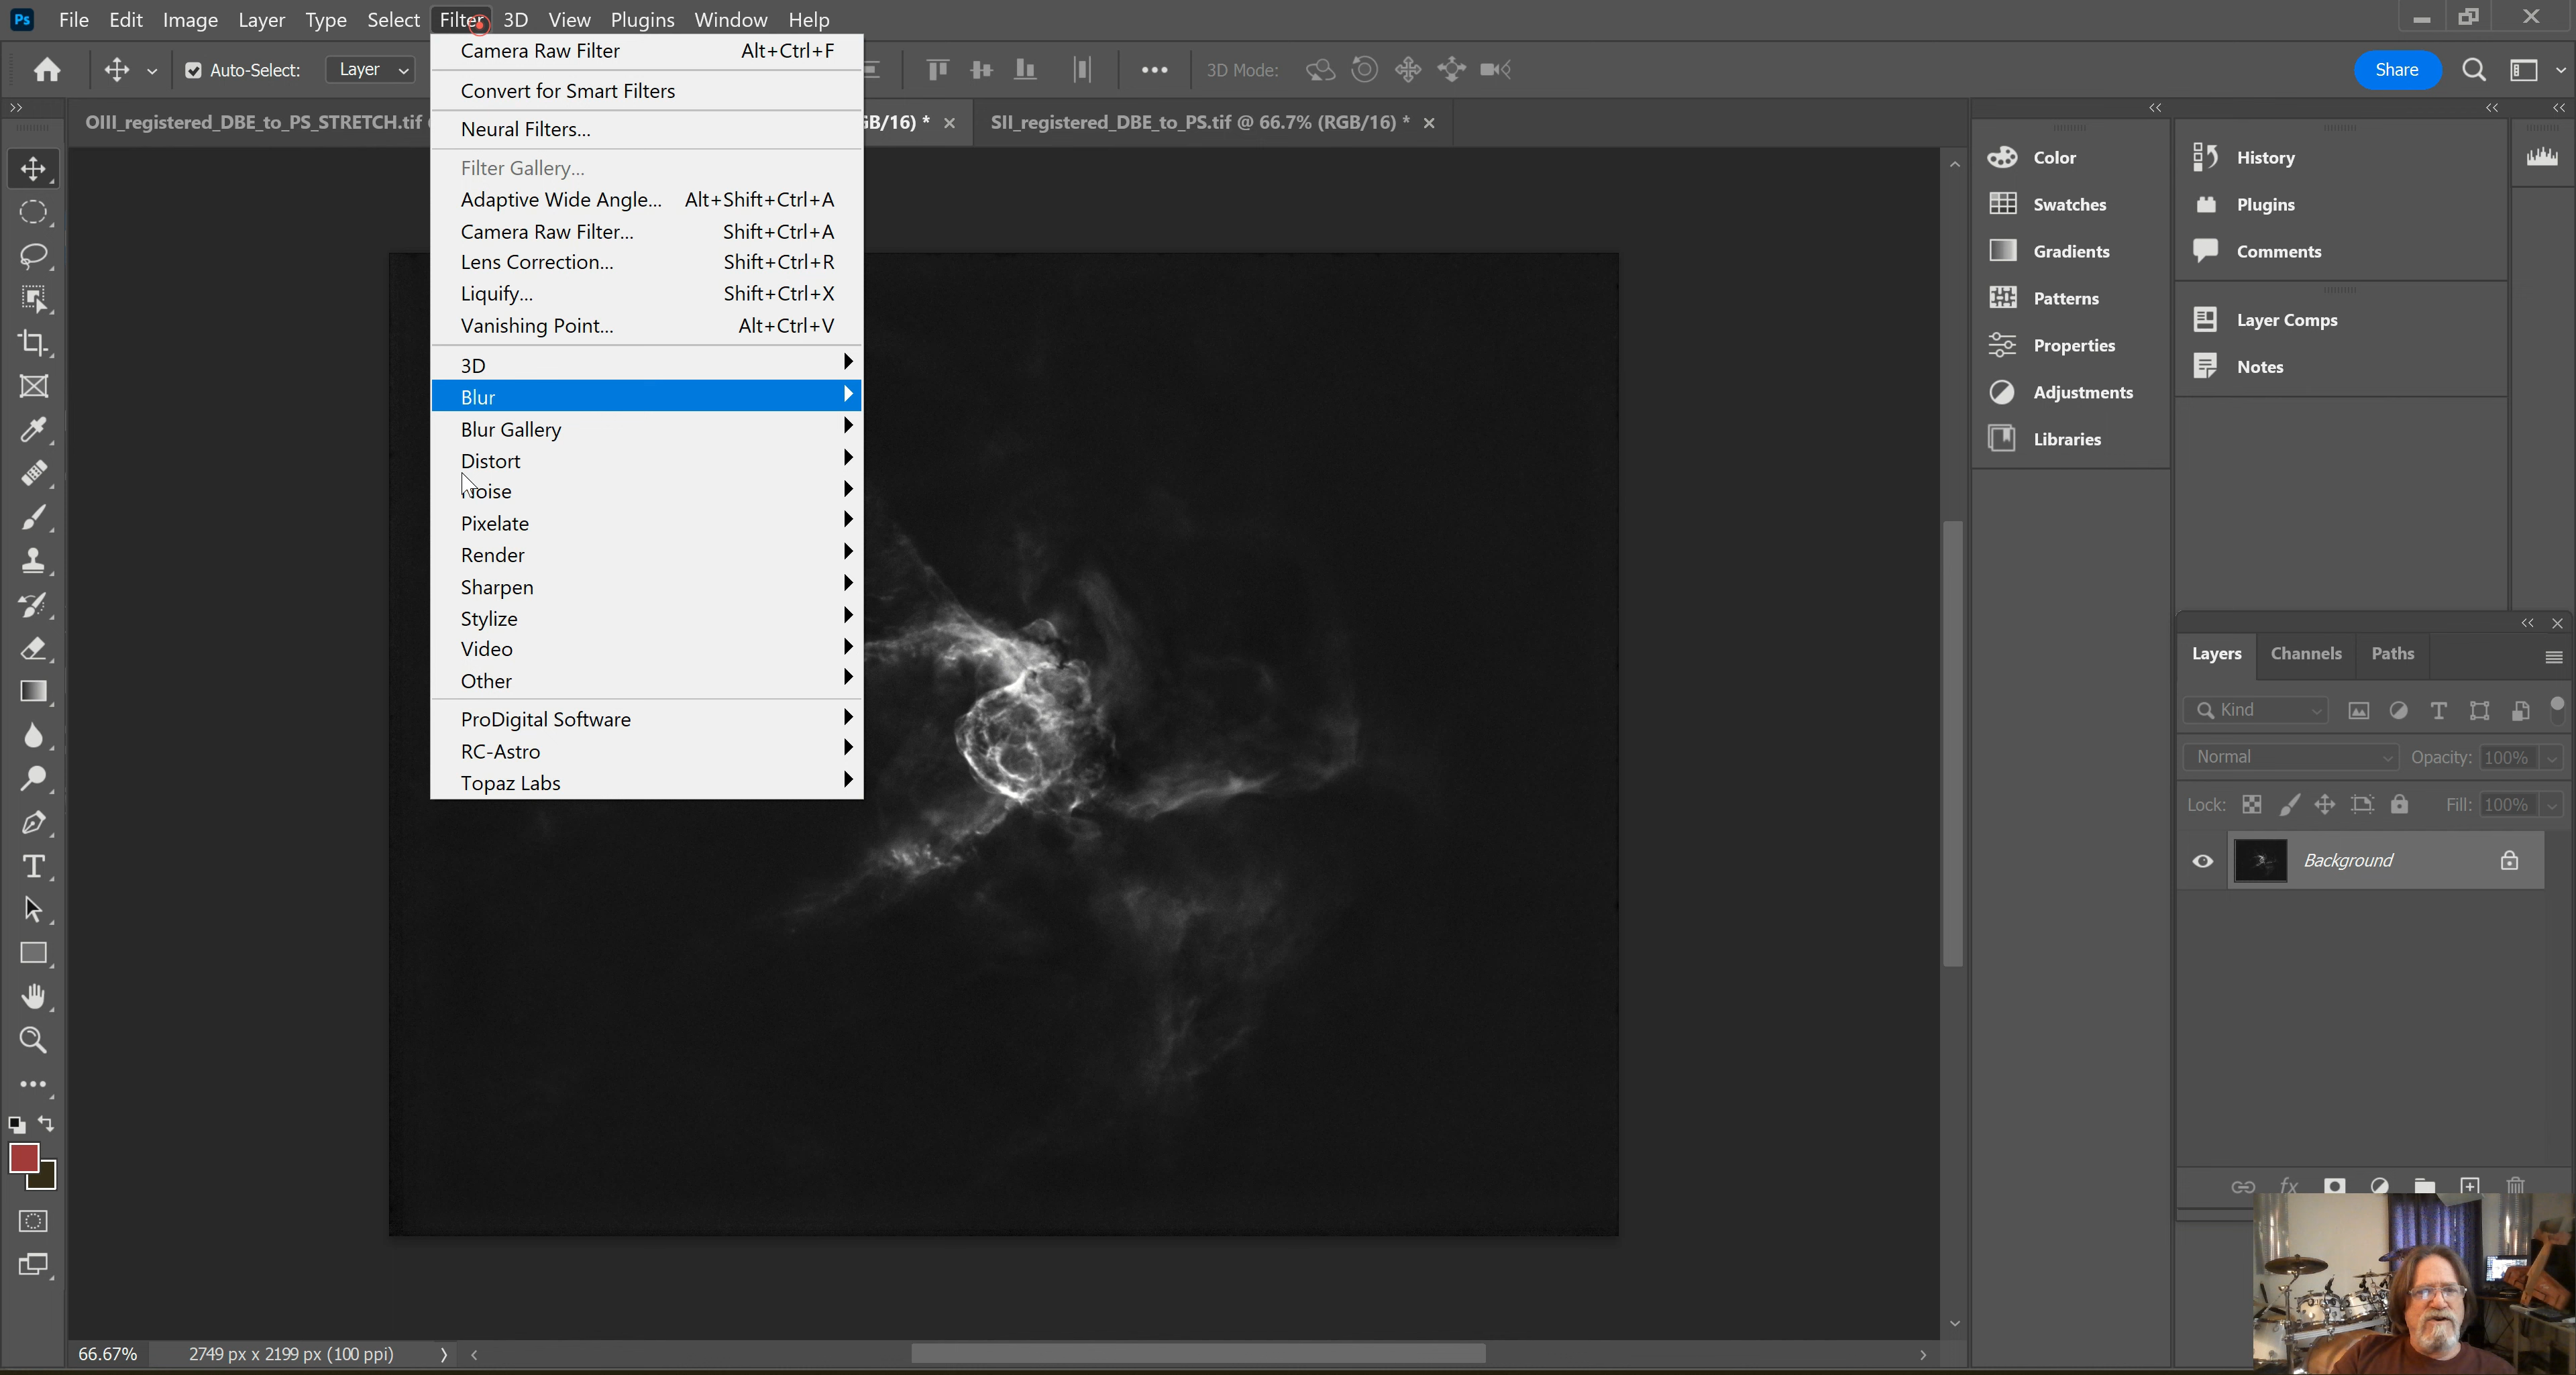 Ps File Edit Image Layer Type Select Filter 3D View Plugins Window Help
Auto-Select: Layer 3D Mode: Share
OIII_registered_DBE_to_PS_STRETCH.tif GB/16) * × SII_registered_DBE_to_PS.tif @ 66.7% (RGB/16) * ×
Camera Raw Filter Alt+Ctrl+F
Convert for Smart Filters
Neural Filters...
Filter Gallery...
Adaptive Wide Angle... Alt+Shift+Ctrl+A
Camera Raw Filter... Shift+Ctrl+A
Lens Correction... Shift+Ctrl+R
Liquify... Shift+Ctrl+X
Vanishing Point... Alt+Ctrl+V
3D
Blur
Blur Gallery
Distort
Noise
Pixelate
Render
Sharpen
Stylize
Video
Other
ProDigital Software
RC-Astro
Topaz Labs
Color
Swatches
Gradients
Patterns
Properties
Adjustments
Libraries
History
Plugins
Comments
Layer Comps
Notes
Layers Channels Paths
Kind
Normal Opacity: 100%
Lock: Fill: 100%
Background
fx
66.67% 2749 px x 2199 px (100 ppi)